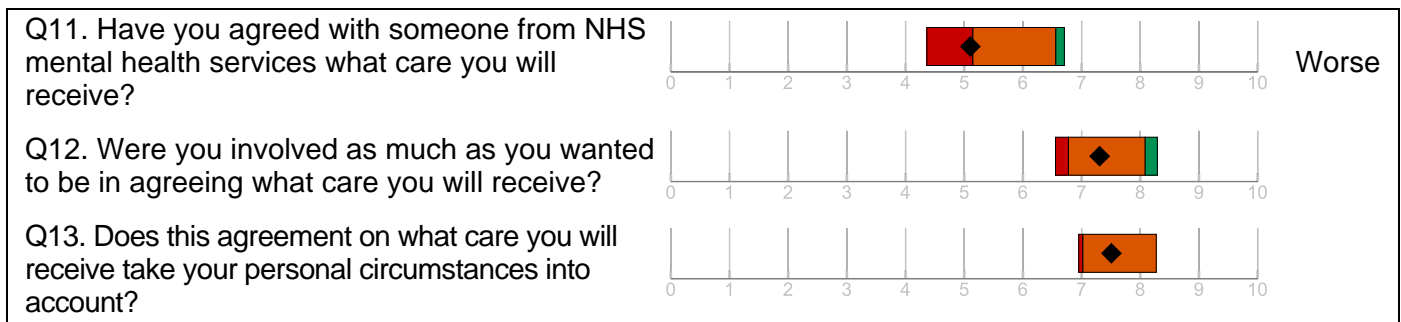 Q11. Have you agreed with someone from NHS
mental health services what care you will
receive?
0 1 2 3 4 5 6 7 8 9 10
Worse
Q12. Were you involved as much as you wanted
to be in agreeing what care you will receive?
0 1 2 3 4 5 6 7 8 9 10
Q13. Does this agreement on what care you will
receive take your personal circumstances into
account?
0 1 2 3 4 5 6 7 8 9 10